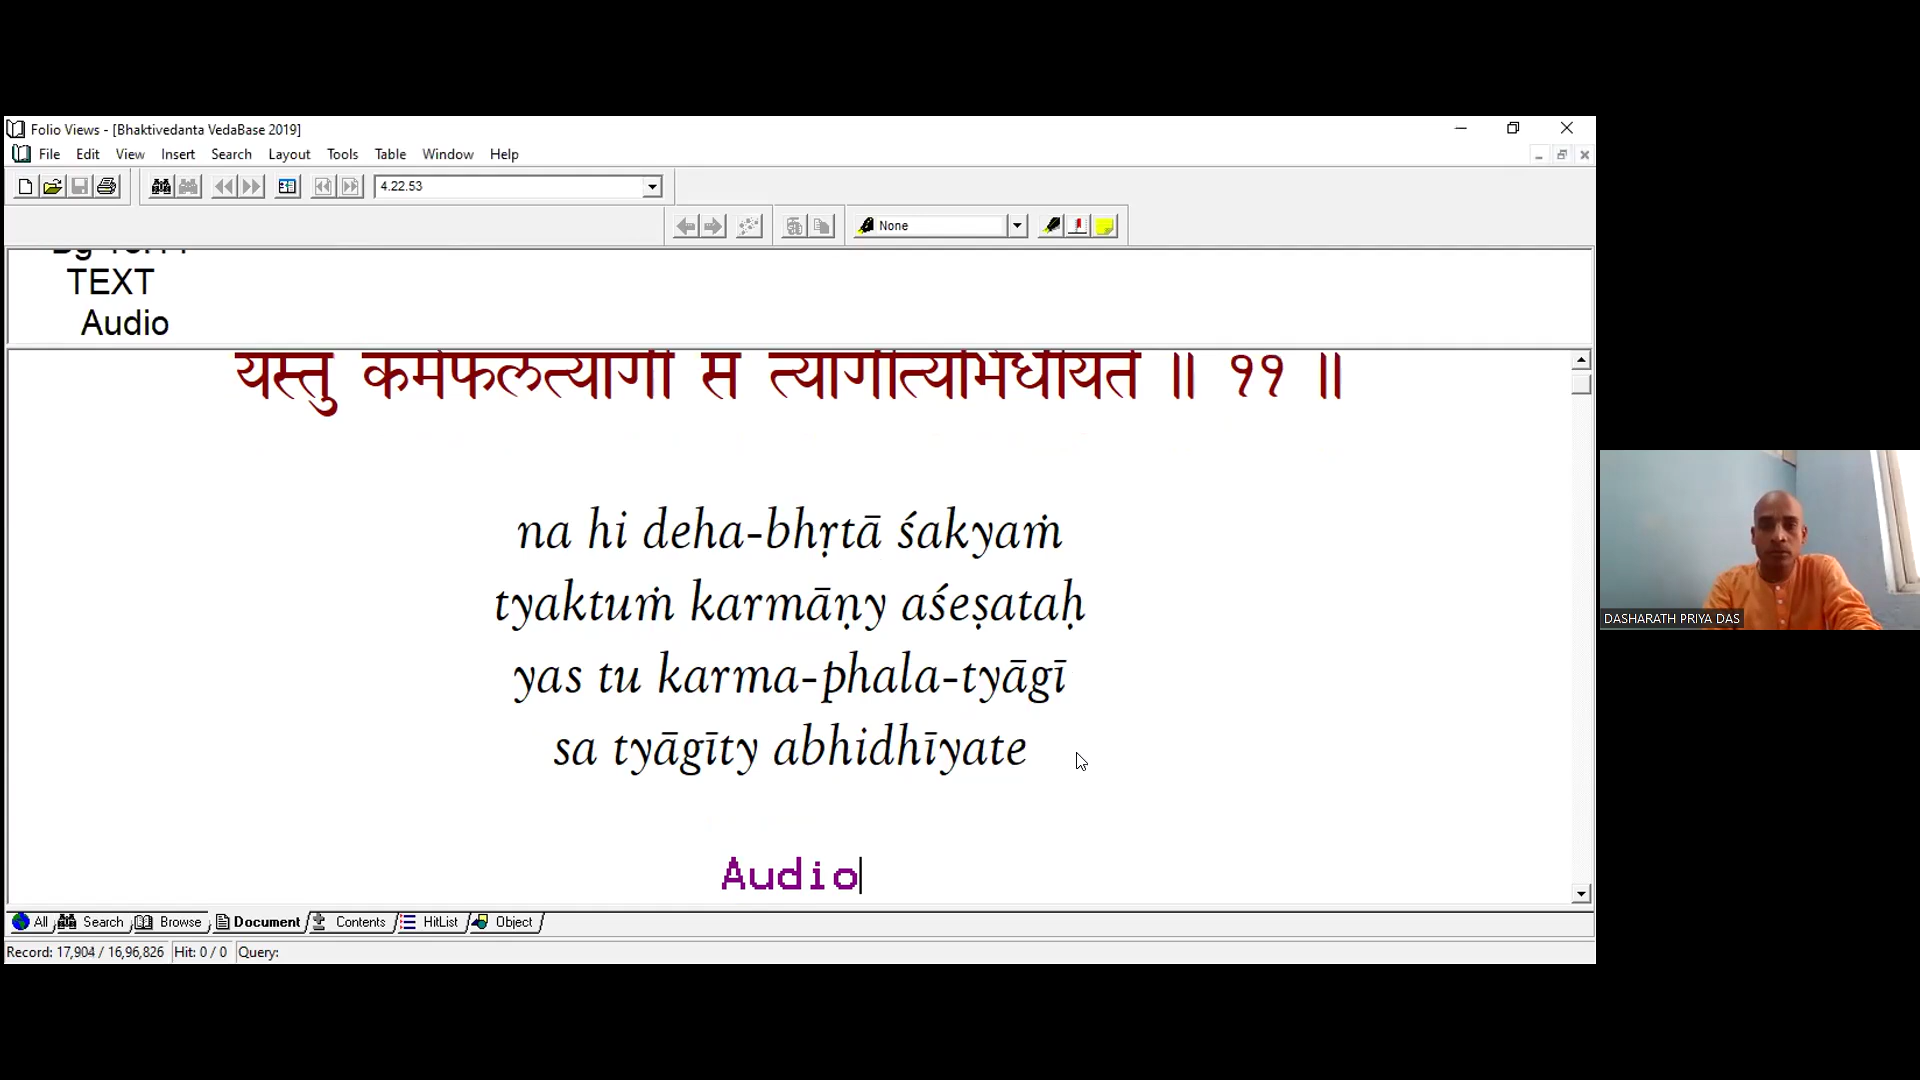 Folio Views - [Bhaktivedanta VedaBase 2019]
File Edit View Insert Search Layout Tools Table Window Help
4.22.53
None
TEXT
Audio
यस्तु कर्मफलत्यागी स त्यागीत्यभिधीयते ॥ ११ ॥
na hi deha-bhṛtā śakyaṁ
tyaktuṁ karmāṇy aśeṣataḥ
yas tu karma-phala-tyāgī
sa tyāgīty abhidhīyate
Audio
DASHARATH PRIYA DAS
All Search Browse Document Contents HitList Object
Record: 17,904 / 16,96,826 Hit: 0 / 0 Query: